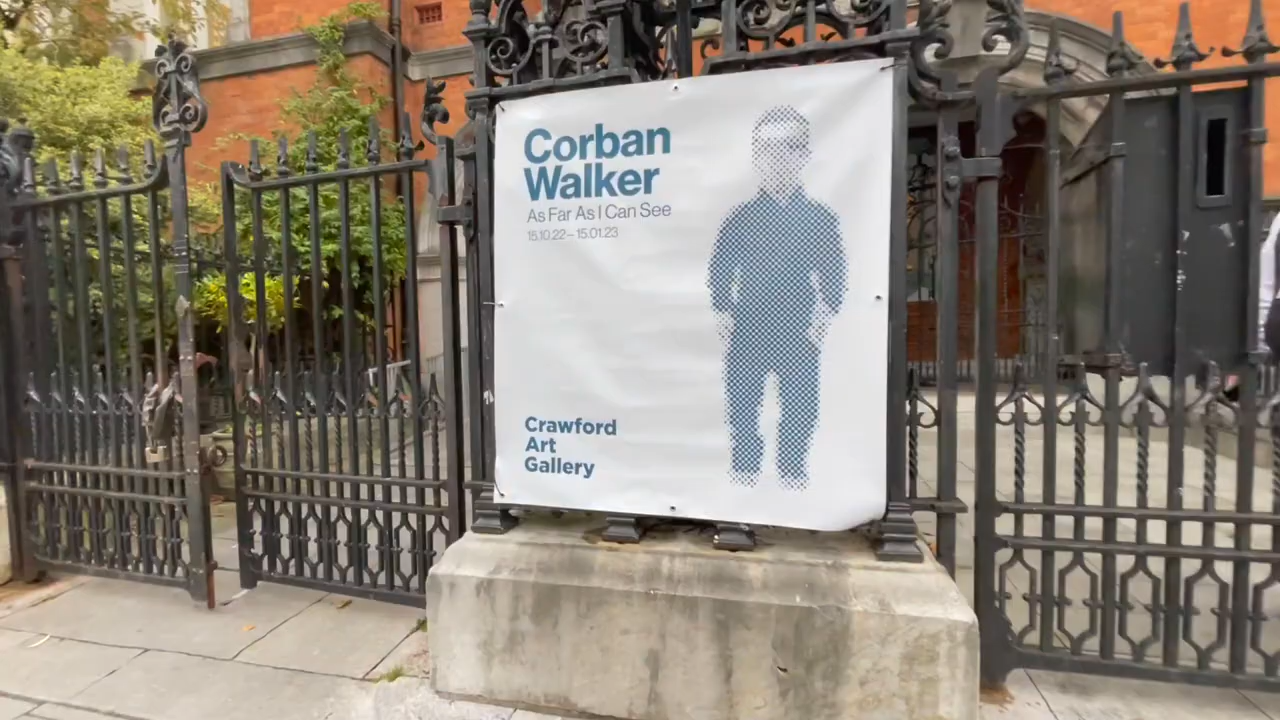 Corban
Walker
As Far As I Can See
15.10.22 – 15.01.23
Crawford
Art
Gallery